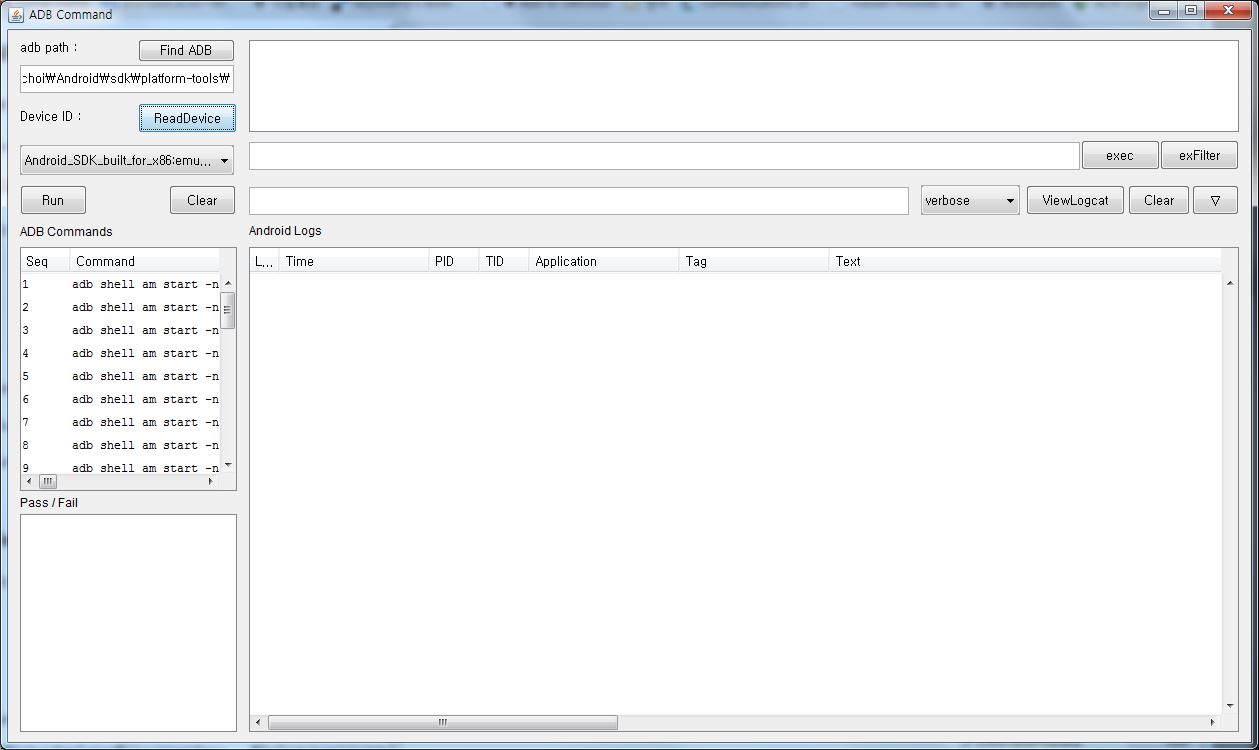 ADB Command
adb path :
Find ADB
choi₩Android₩sdk₩platform-tools₩
Device ID :
ReadDevice
Android_SDK_built_for_x86:emu...
exec
exFilter
Run
Clear
verbose
ViewLogcat
Clear
▽
ADB Commands
Android Logs
Seq Command
1 adb shell am start -n
2 adb shell am start -n
3 adb shell am start -n
4 adb shell am start -n
5 adb shell am start -n
6 adb shell am start -n
7 adb shell am start -n
8 adb shell am start -n
9 adb shell am start -n
L... Time PID TID Application Tag Text
Pass / Fail